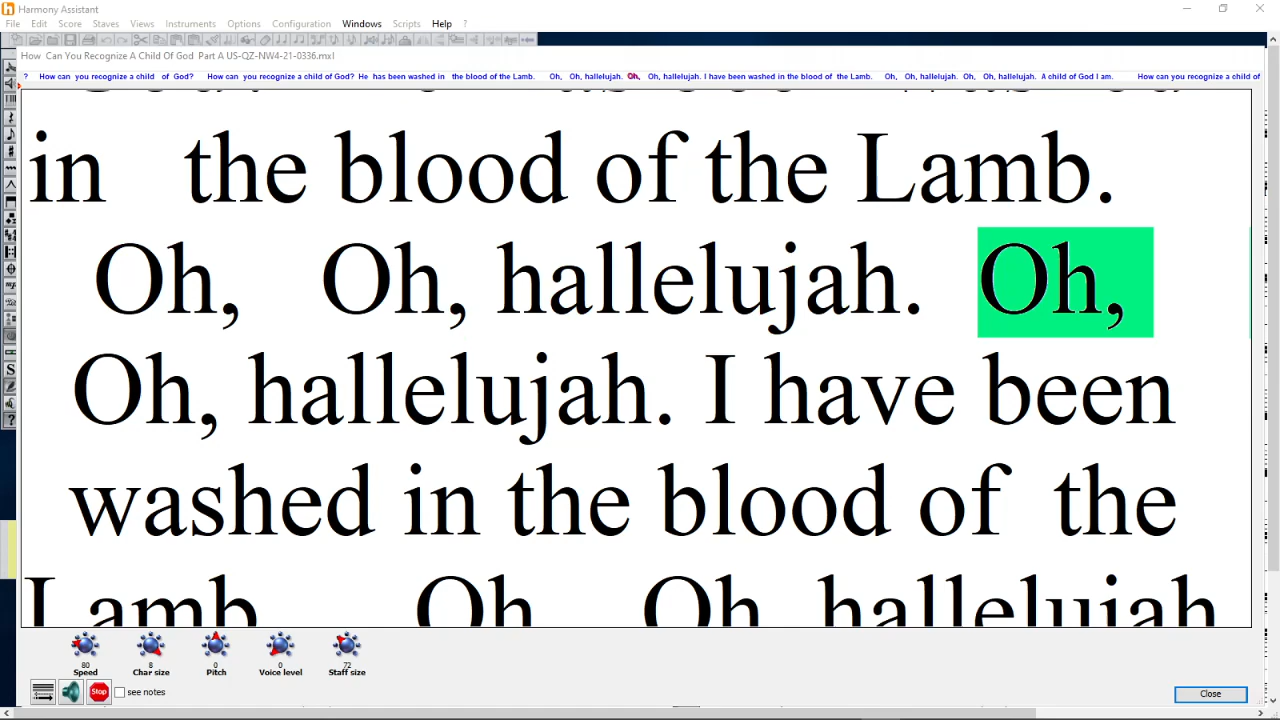 Harmony Assistant
File Edit Score Staves Views Instruments Options Configuration Windows Scripts Help ?
How Can You Recognize A Child Of God Part A US-QZ-NW4-21-0336.mxl
? How can you recognize a child of God? How can you recognize a child of God? He has been washed in the blood of the Lamb. Oh, Oh, hallelujah. Oh, Oh, hallelujah. I have been washed in the blood of the Lamb. Oh, Oh, hallelujah. Oh, Oh, hallelujah. A child of God I am. How can you recognize a child of
in the blood of the Lamb.
Oh, Oh, hallelujah. Oh,
Oh, hallelujah. I have been
washed in the blood of the
Lamb Oh Oh hallelujah
80 8 0 0 72
Speed Char size Pitch Voice level Staff size
Stop see notes Close